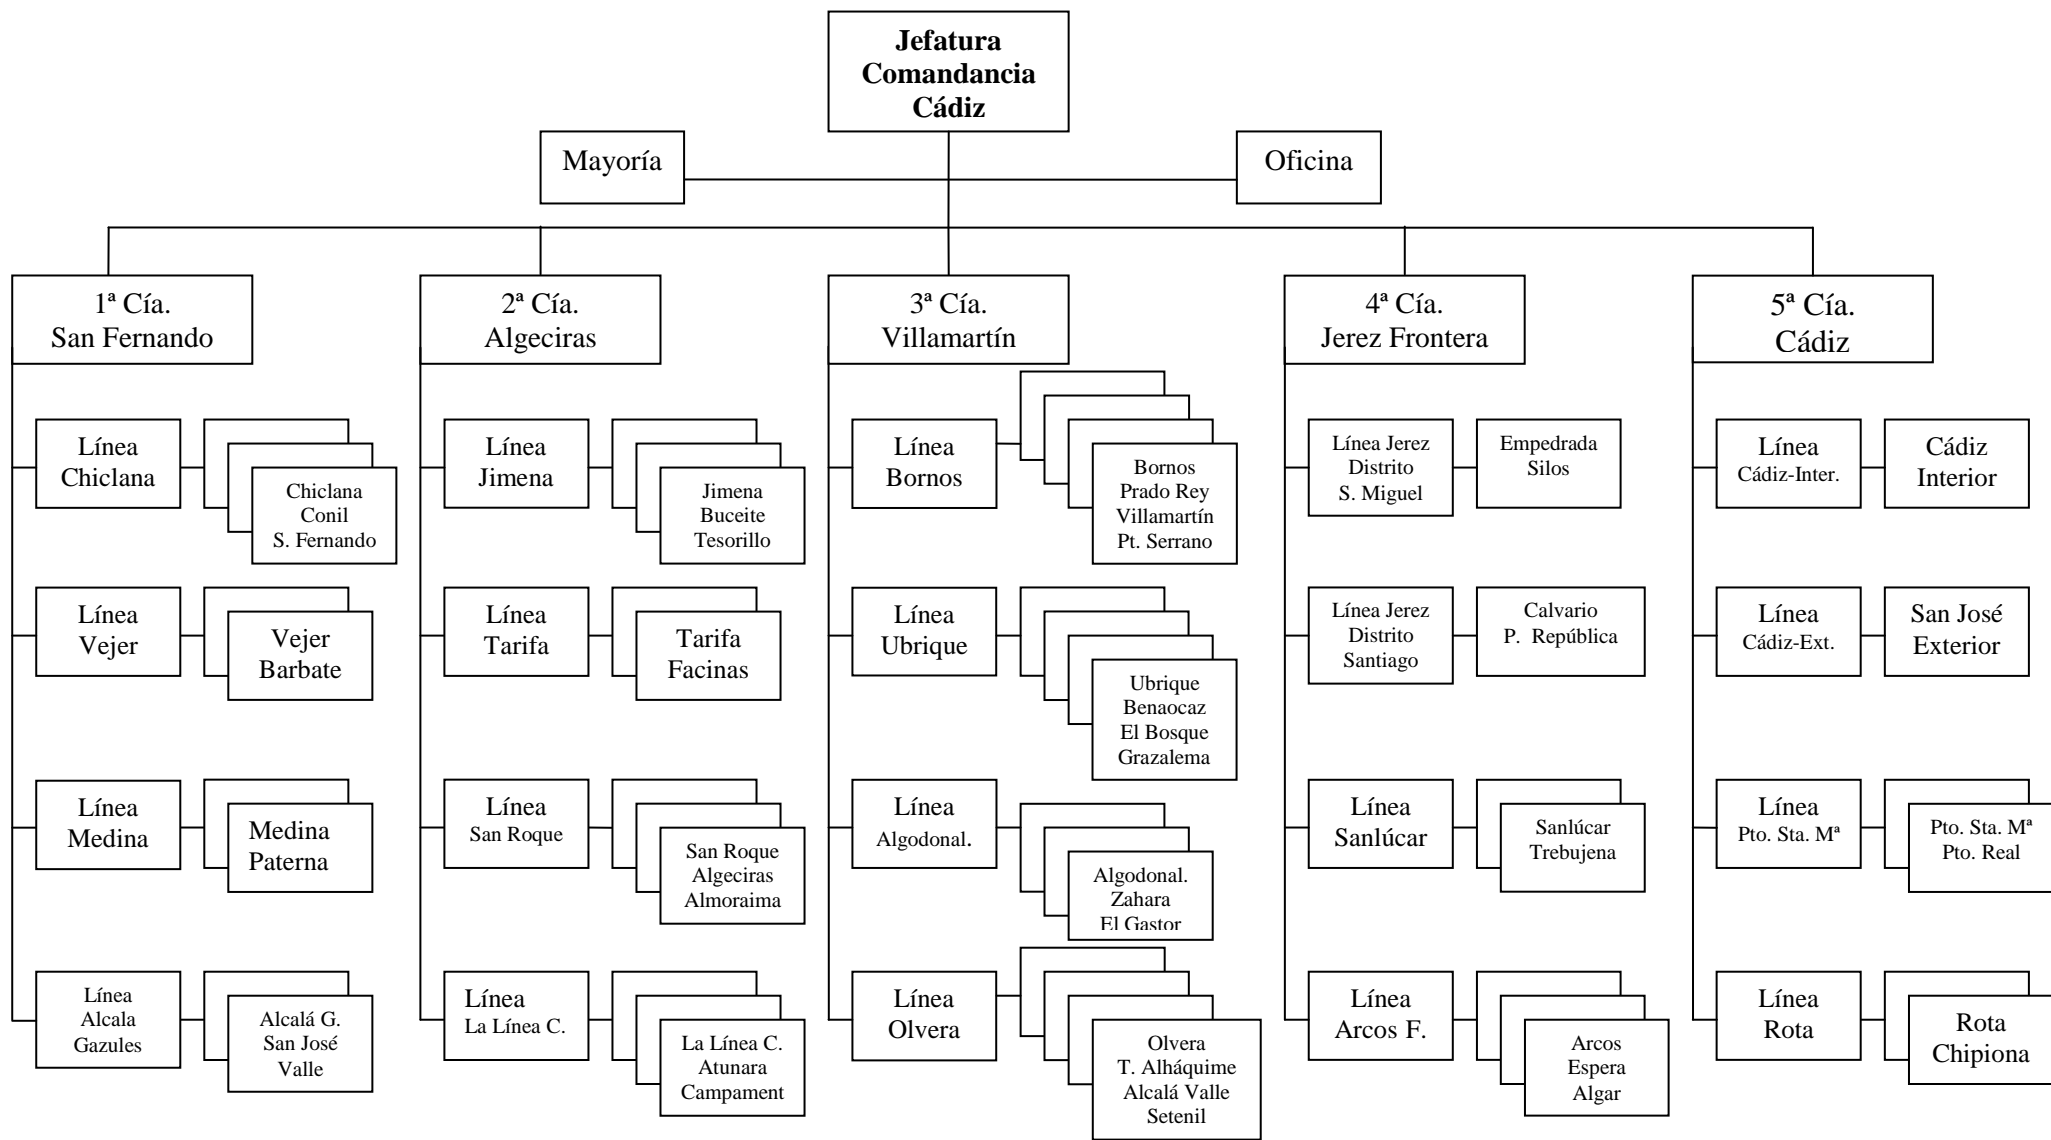 Jefatura
Comandancia
Cádiz
Mayoría
Oficina
1ª Cía.
San Fernando
2ª Cía.
Algeciras
3ª Cía.
Villamartín
4ª Cía.
Jerez Frontera
5ª Cía.
Cádiz
Línea
Chiclana
Chiclana
Conil
S. Fernando
Línea
Vejer
Vejer
Barbate
Línea
Medina
Medina
Paterna
Línea
Alcala
Gazules
Alcalá G.
San José
Valle
Línea
Jimena
Jimena
Buceite
Tesorillo
Línea
Tarifa
Tarifa
Facinas
Línea
San Roque
San Roque
Algeciras
Almoraima
Línea
La Línea C.
La Línea C.
Atunara
Campament
Línea
Bornos
Bornos
Prado Rey
Villamartín
Pt. Serrano
Línea
Ubrique
Ubrique
Benaocaz
El Bosque
Grazalema
Línea
Algodonal.
Algodonal.
Zahara
El Gastor
Línea
Olvera
Olvera
T. Alháquime
Alcalá Valle
Setenil
Línea Jerez
Distrito
S. Miguel
Empedrada
Silos
Línea Jerez
Distrito
Santiago
Calvario
P. República
Línea
Sanlúcar
Sanlúcar
Trebujena
Línea
Arcos F.
Arcos
Espera
Algar
Línea
Cádiz-Inter.
Cádiz
Interior
Línea
Cádiz-Ext.
San José
Exterior
Línea
Pto. Sta. Mª
Pto. Sta. Mª
Pto. Real
Línea
Rota
Rota
Chipiona